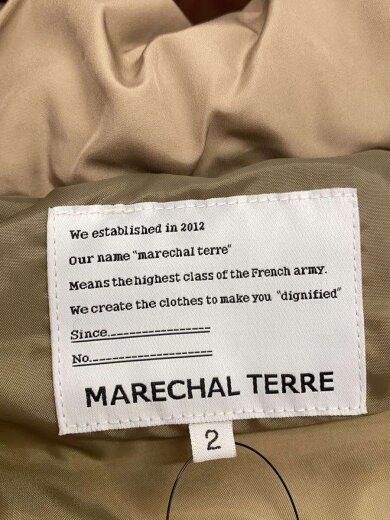 We established in 2012
Our name "marechal terre"
Means the highest class of the French army.
We create the clothes to make you "dignified"
Since
No.
MARECHAL TERRE
2